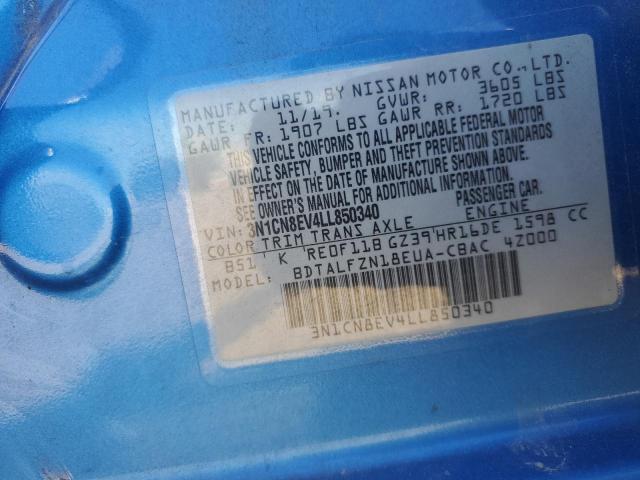 MANUFACTURED BY NISSAN MOTOR CO.,LTD.
DATE: 11/19. GVWR: 3605 LBS
GAWR FR: 1907 LBS GAWR RR: 1720 LBS
THIS VEHICLE CONFORMS TO ALL APPLICABLE FEDERAL MOTOR
VEHICLE SAFETY, BUMPER AND THEFT PREVENTION STANDARDS
IN EFFECT ON THE DATE OF MANUFACTURE SHOWN ABOVE.
SEE OWNER'S MANUAL FOR ADDITIONAL INFORMATION.
VIN: 3N1CN8EV4LL850340 PASSENGER CAR.
COLOR TRIM TRANS AXLE ENGINE
B51 K RE0F11B GZ39 HR16DE 1598 CC
MODEL: BDTALFZN18EUA-CBAC 42000
3N1CN8EV4LL850340